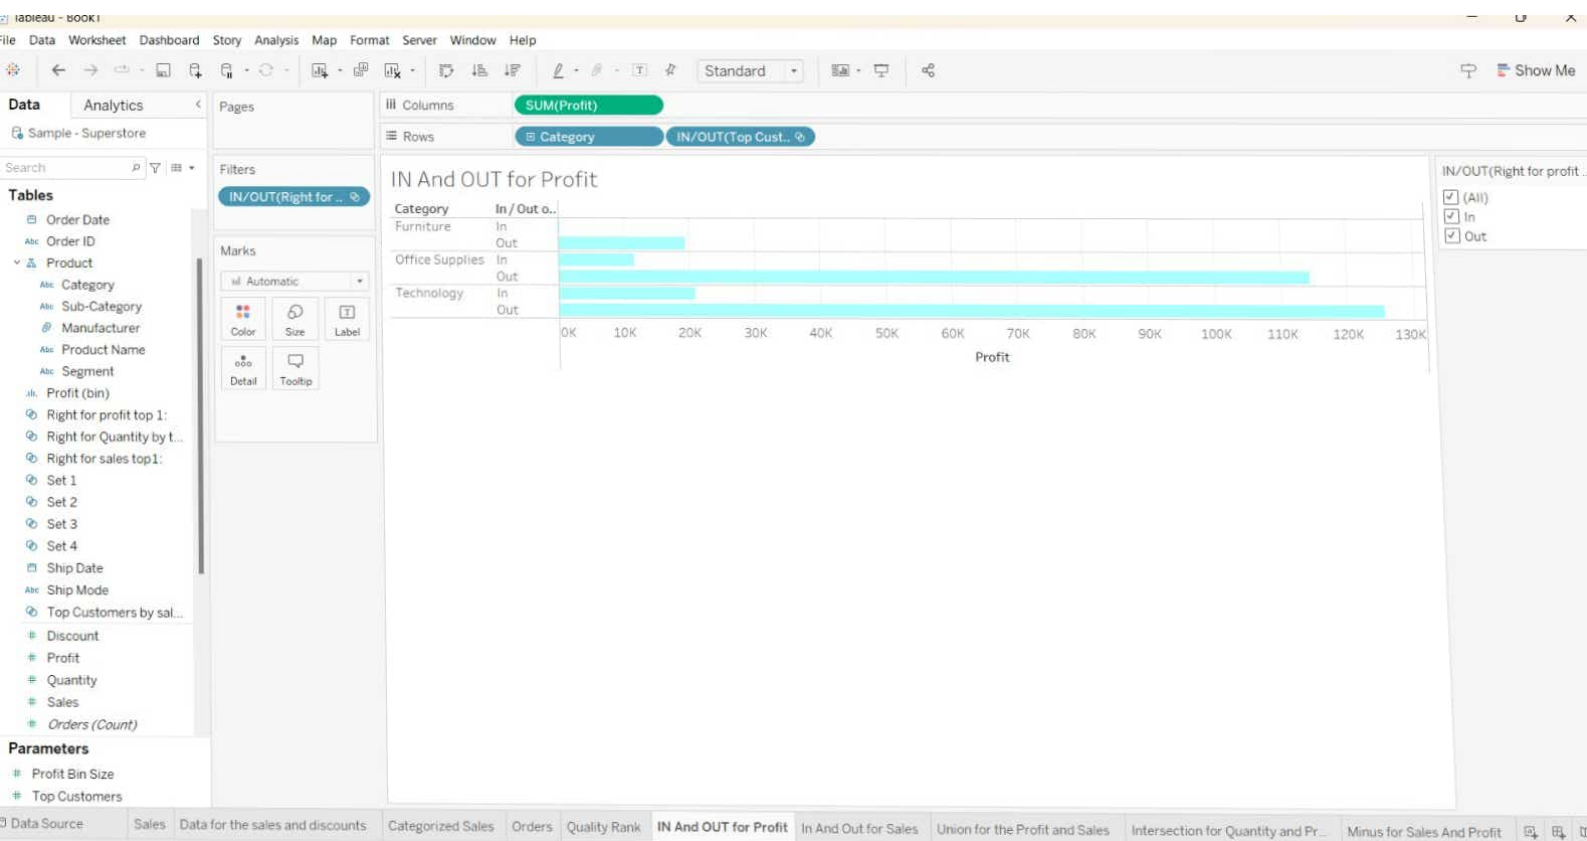 Tableau - Book1
File Data Worksheet Dashboard Story Analysis Map Format Server Window Help
Standard
Show Me
Data Analytics
Sample - Superstore
Search
Tables
Order Date
Abc Order ID
Product
Abc Category
Abc Sub-Category
Manufacturer
Abc Product Name
Abc Segment
Profit (bin)
Right for profit top 1:
Right for Quantity by t...
Right for sales top1:
Set 1
Set 2
Set 3
Set 4
Ship Date
Abc Ship Mode
Top Customers by sal...
# Discount
# Profit
# Quantity
# Sales
# Orders (Count)
Parameters
# Profit Bin Size
# Top Customers
Pages
Filters
IN/OUT(Right for ..
Marks
Automatic
Color Size Label
Detail Tooltip
Columns SUM(Profit)
Rows Category IN/OUT(Top Cust..
IN And OUT for Profit
Category In / Out o..
Furniture In
Out
Office Supplies In
Out
Technology In
Out
0K 10K 20K 30K 40K 50K 60K 70K 80K 90K 100K 110K 120K 130K
Profit
IN/OUT(Right for profit ..
(All)
In
Out
Data Source Sales Data for the sales and discounts Categorized Sales Orders Quality Rank IN And OUT for Profit In And Out for Sales Union for the Profit and Sales Intersection for Quantity and Pr... Minus for Sales And Profit